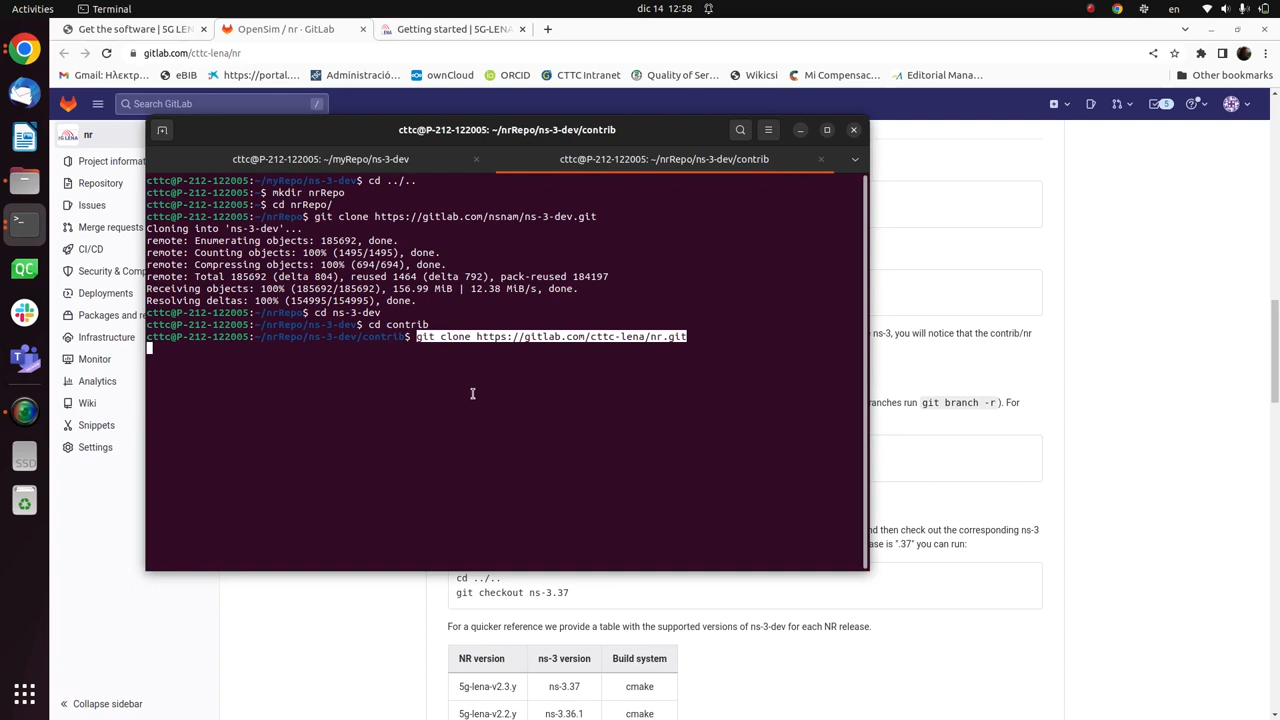 Activities
Terminal
dic 14 12:58
en
Get the software | 5G LEN
OpenSim / nr · GitLab
Getting started | 5G-LENA
gitlab.com/cttc-lena/nr
Gmail: Ηλεκτρ...
eBIB
https://portal....
Administració...
ownCloud
ORCID
CTTC Intranet
Quality of Ser...
Wikicsi
Mi Compensac...
Editorial Mana...
Other bookmarks
Search GitLab
/
5
nr
Project informat
Repository
Issues
Merge requests
CI/CD
Security & Comp
Deployments
Packages and re
Infrastructure
Monitor
Analytics
Wiki
Snippets
Settings
Collapse sidebar
cttc@P-212-122005: ~/nrRepo/ns-3-dev/contrib
cttc@P-212-122005: ~/myRepo/ns-3-dev
cttc@P-212-122005: ~/nrRepo/ns-3-dev/contrib
cttc@P-212-122005:~/myRepo/ns-3-dev$ cd ../..
cttc@P-212-122005:~$ mkdir nrRepo
cttc@P-212-122005:~$ cd nrRepo/
cttc@P-212-122005:~/nrRepo$ git clone https://gitlab.com/nsnam/ns-3-dev.git
Cloning into 'ns-3-dev'...
remote: Enumerating objects: 185692, done.
remote: Counting objects: 100% (1495/1495), done.
remote: Compressing objects: 100% (694/694), done.
remote: Total 185692 (delta 804), reused 1464 (delta 792), pack-reused 184197
Receiving objects: 100% (185692/185692), 156.99 MiB | 12.38 MiB/s, done.
Resolving deltas: 100% (154995/154995), done.
cttc@P-212-122005:~/nrRepo$ cd ns-3-dev
cttc@P-212-122005:~/nrRepo/ns-3-dev$ cd contrib
cttc@P-212-122005:~/nrRepo/ns-3-dev/contrib$ git clone https://gitlab.com/cttc-lena/nr.git
ns-3, you will notice that the contrib/nr
ranches run git branch -r). For
nd then check out the corresponding ns-3
ase is ".37" you can run:
cd ../..
git checkout ns-3.37
For a quicker reference we provide a table with the supported versions of ns-3-dev for each NR release.
NR version ns-3 version Build system
5g-lena-v2.3.y ns-3.37 cmake
5g-lena-v2.2.y ns-3.36.1 cmake
SSD